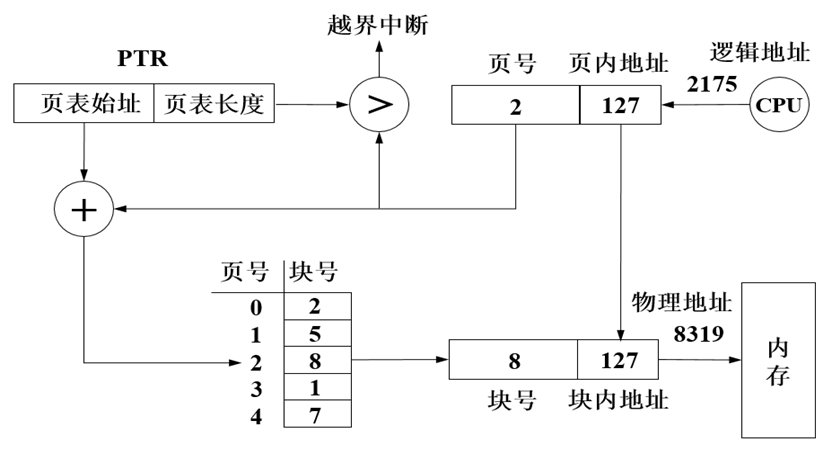 越界中断
PTR
页表始址 页表长度
>
页号 页内地址
2 127
逻辑地址
2175
CPU
+
页号 块号
0 2
1 5
2 8
3 1
4 7
8 127
块号 块内地址
物理地址
8319
内存